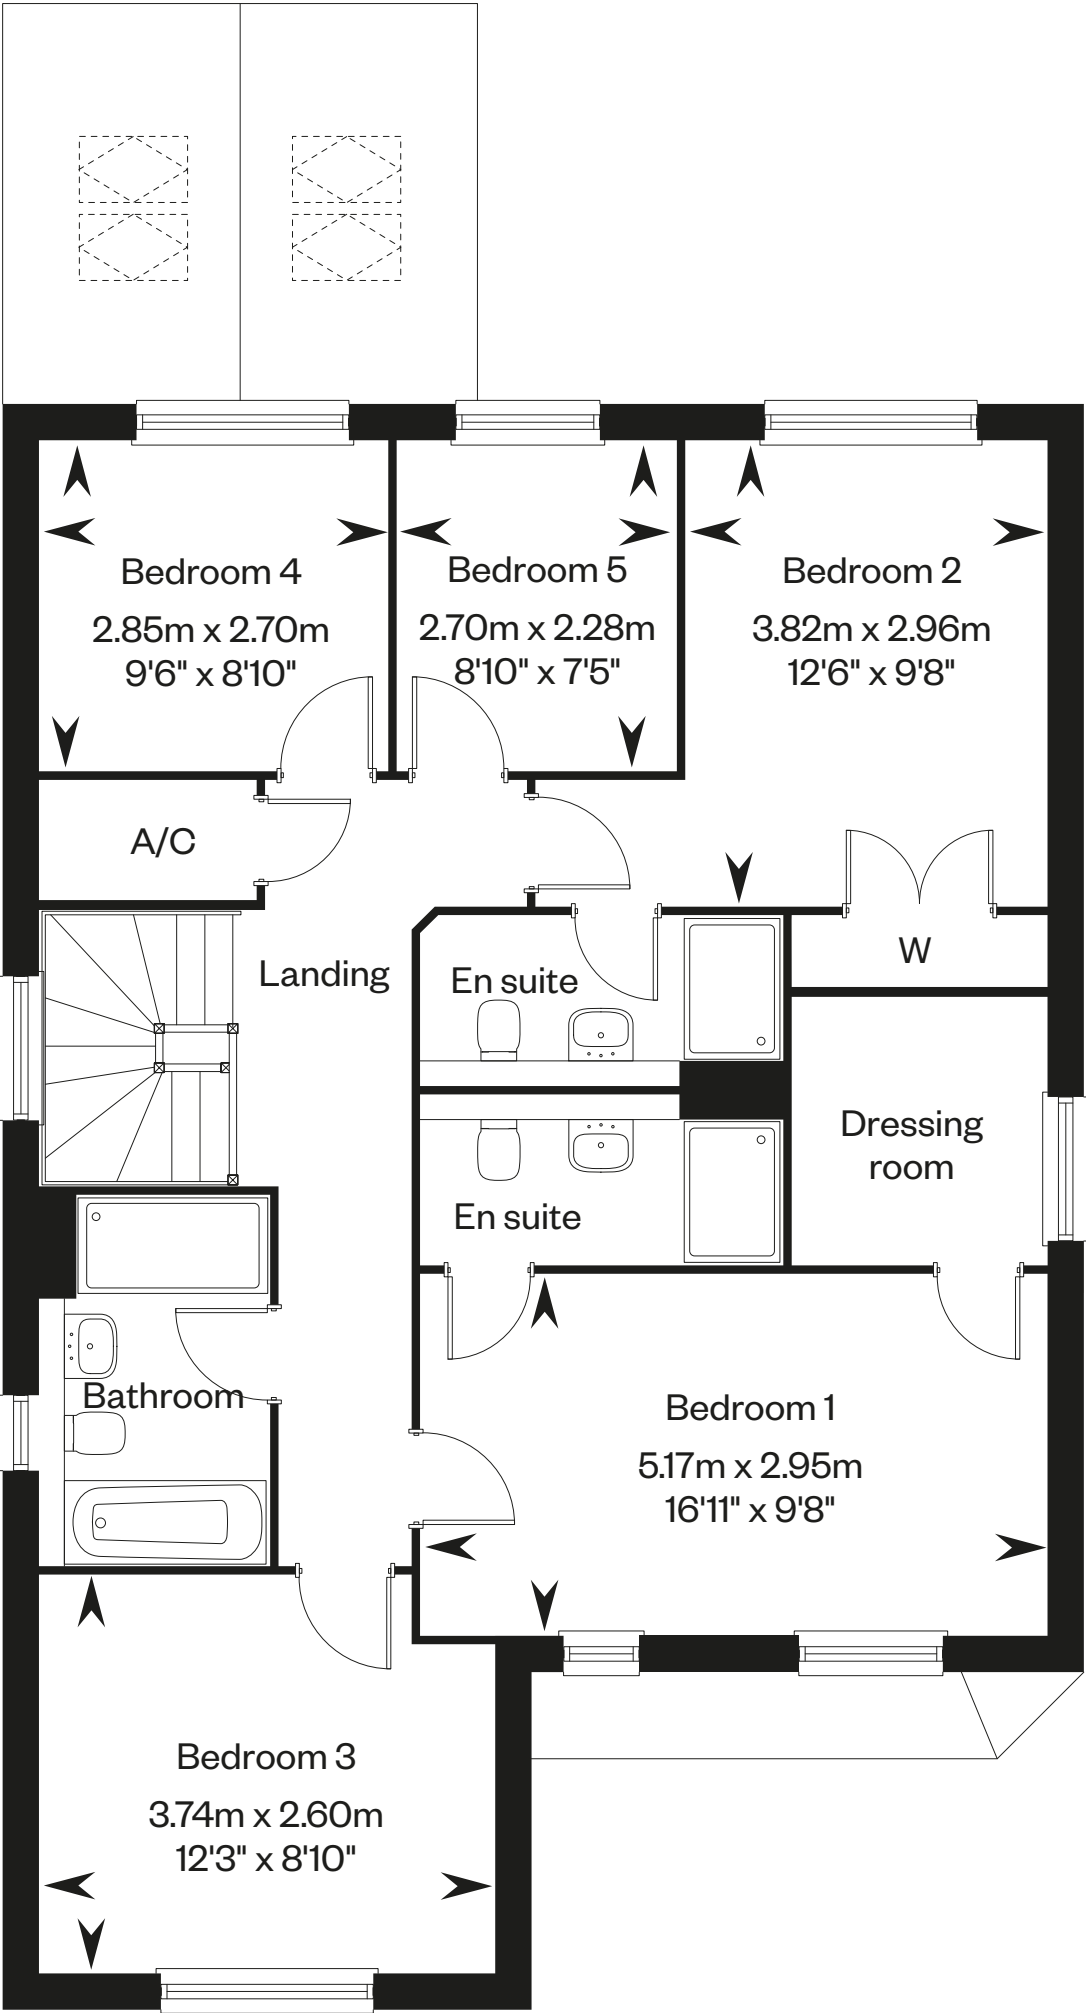 Bedroom 4
2.85m x 2.70m
9'6" x 8'10"
Bedroom 5
2.70m x 2.28m
8'10" x 7'5"
Bedroom 2
3.82m x 2.96m
12'6" x 9'8"
A/C
Landing
En suite
W
Dressing
room
En suite
Bathroom
Bedroom 1
5.17m x 2.95m
16'11" x 9'8"
Bedroom 3
3.74m x 2.60m
12'3" x 8'10"